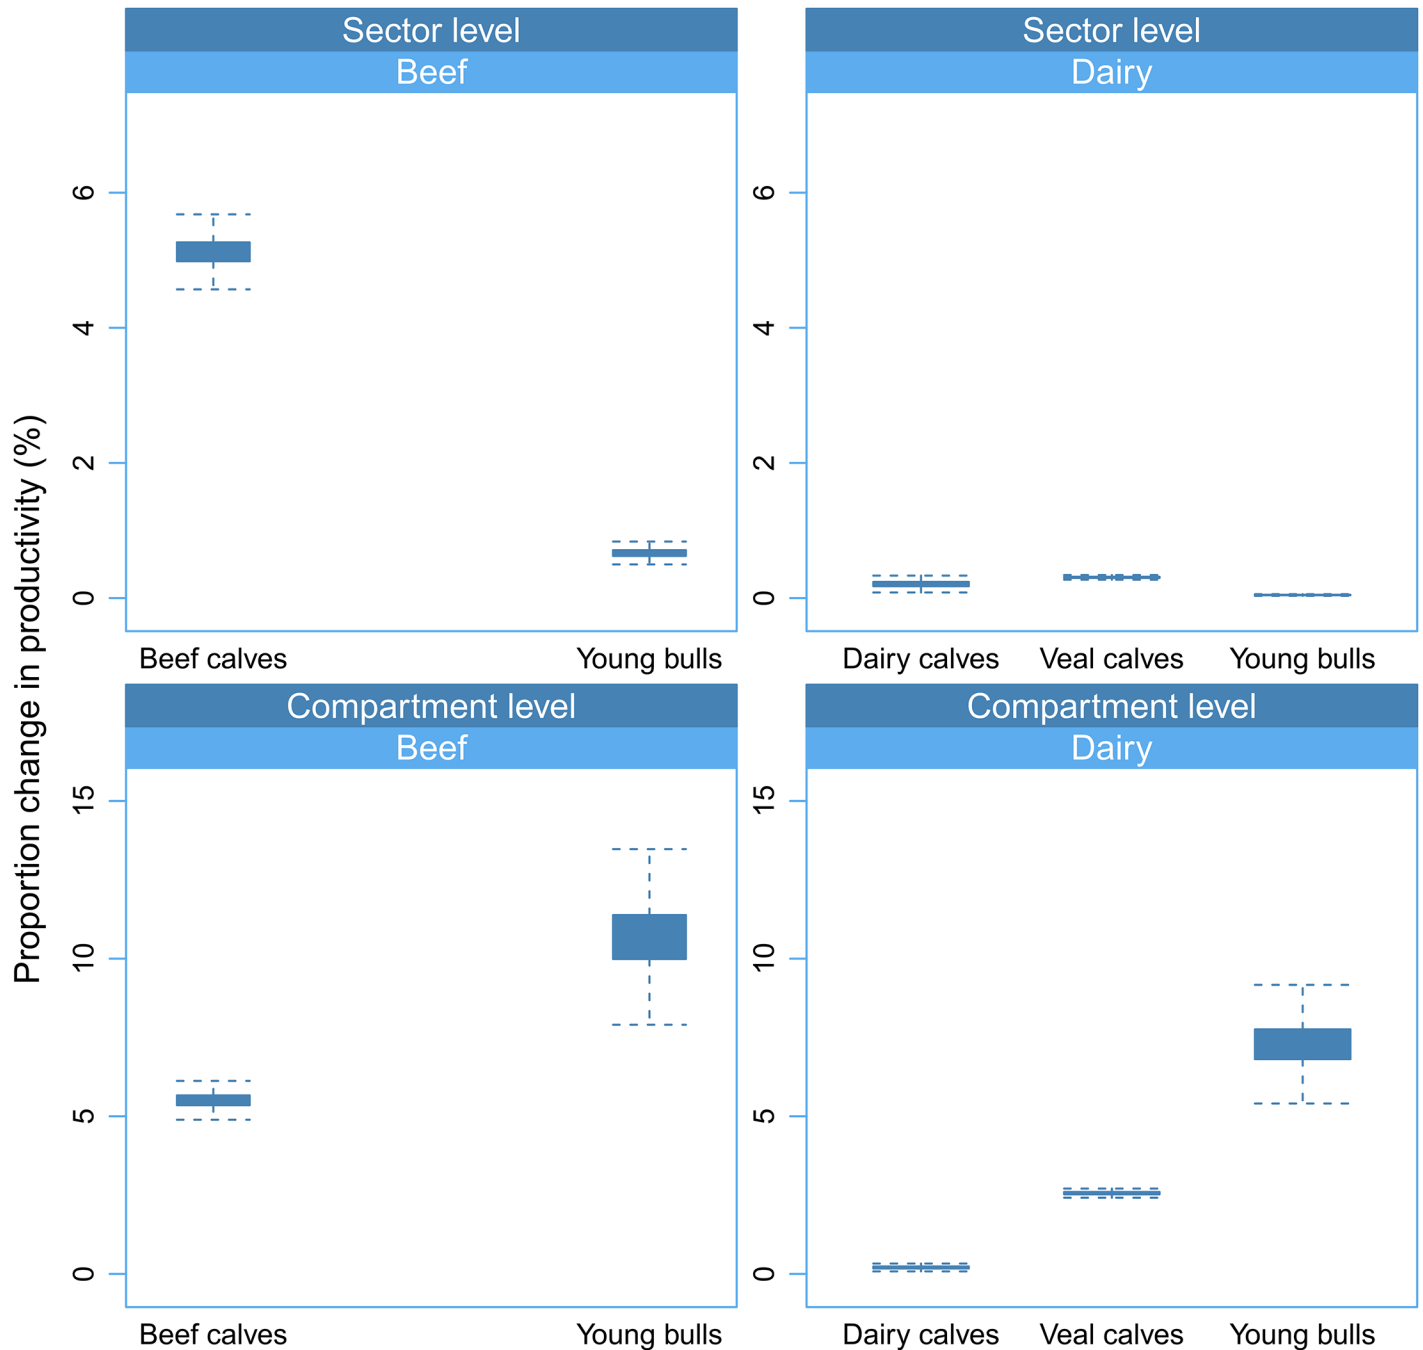 Proportion change in productivity (%)
Sector level
Beef
6
4
2
0
Beef calves Young bulls
Sector level
Dairy
6
4
2
0
Dairy calves Veal calves Young bulls
Compartment level
Beef
15
10
5
0
Beef calves Young bulls
Compartment level
Dairy
15
10
5
0
Dairy calves Veal calves Young bulls